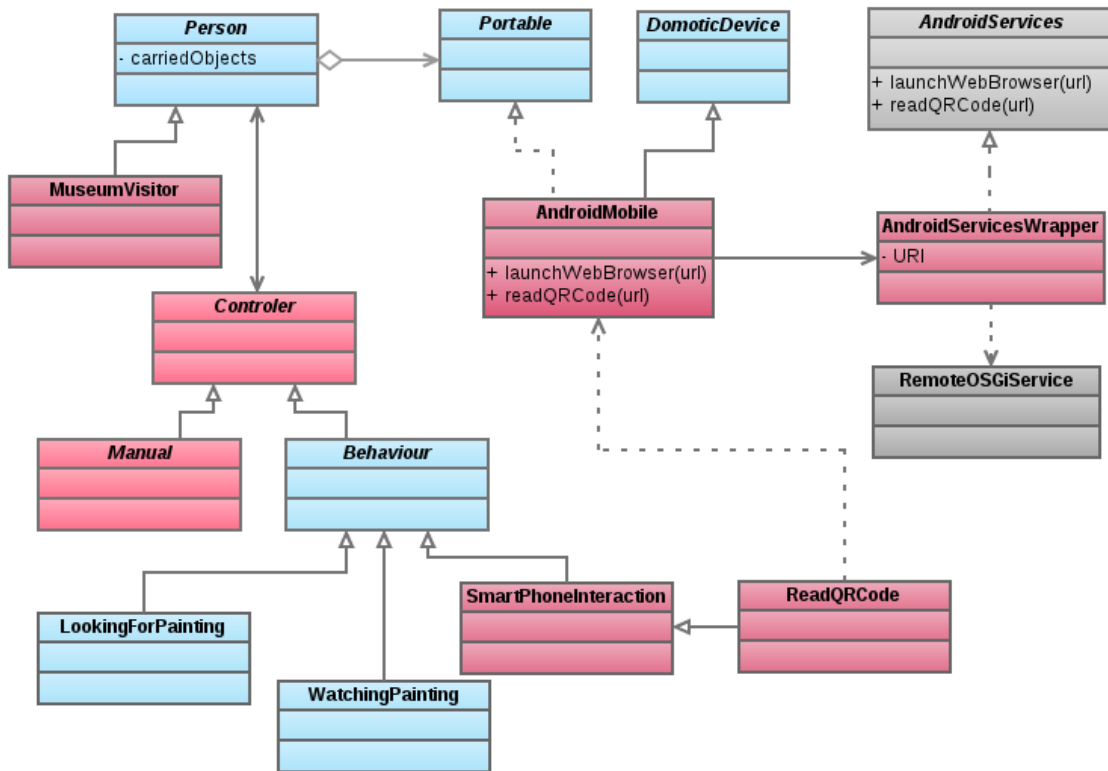 Person
- carriedObjects
Portable
DomoticDevice
AndroidServices
+ launchWebBrowser(url)
+ readQRCode(url)
MuseumVisitor
AndroidMobile
+ launchWebBrowser(url)
+ readQRCode(url)
AndroidServicesWrapper
- URI
Controler
RemoteOSGiService
Manual
Behaviour
SmartPhoneInteraction
ReadQRCode
LookingForPainting
WatchingPainting